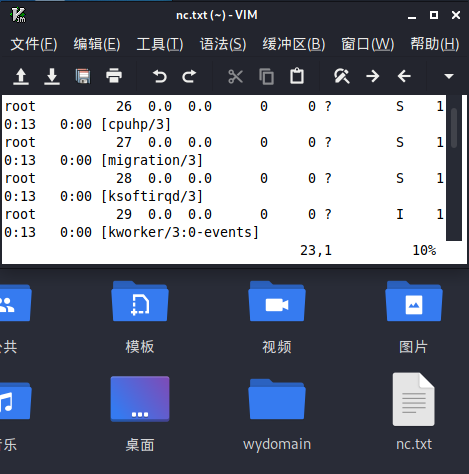 nc.txt (~) - VIM
文件(F) 编辑(E) 工具(T) 语法(S) 缓冲区(B) 窗口(W) 帮助(H)
root 26 0.0 0.0 0 0 ? S 1
0:13 0:00 [cpuhp/3]
root 27 0.0 0.0 0 0 ? S 1
0:13 0:00 [migration/3]
root 28 0.0 0.0 0 0 ? S 1
0:13 0:00 [ksoftirqd/3]
root 29 0.0 0.0 0 0 ? I 1
0:13 0:00 [kworker/3:0-events]
23,1 10%
共 模板 视频 图片
乐 桌面 wydomain nc.txt